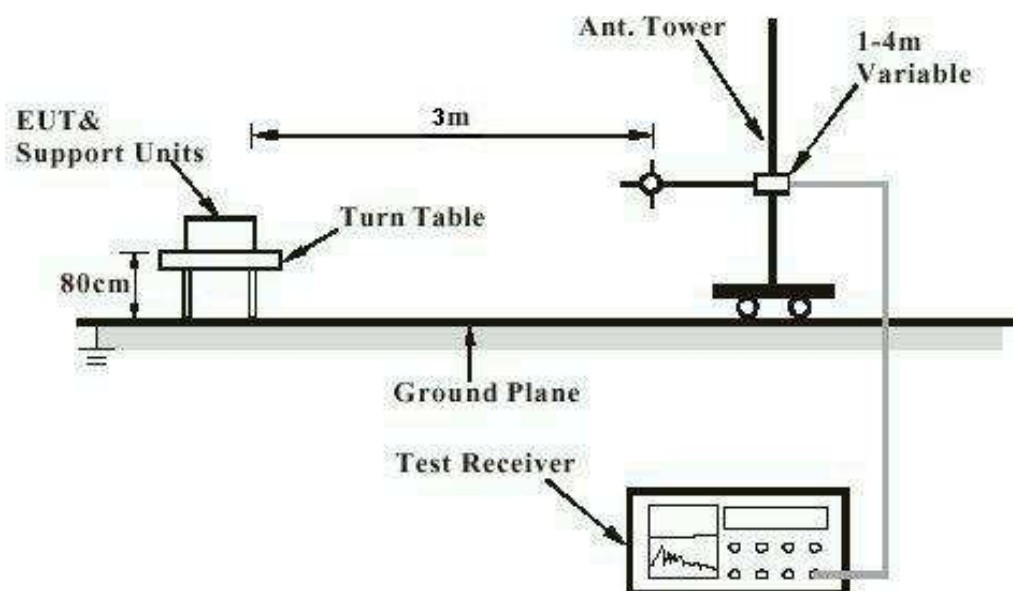 Ant. Tower
1-4m
Variable
3m
EUT&
Support Units
Turn Table
80cm
Ground Plane
Test Receiver